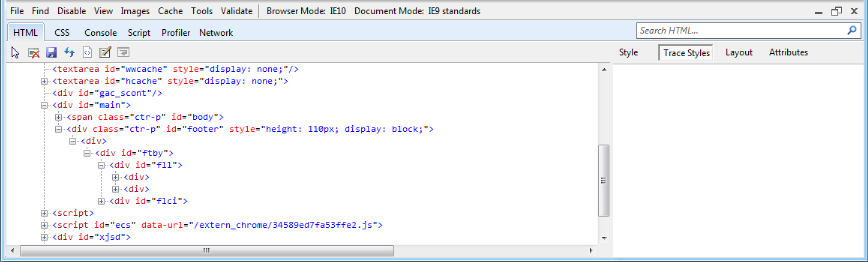 File Find Disable View Images Cache Tools Validate Browser Mode: IE10 Document Mode: IE9 standards
HTML CSS Console Script Profiler Network Search HTML...
Style Trace Styles Layout Attributes
<textarea id="wwcache" style="display: none;"/>
<textarea id="hcache" style="display: none;">
<div id="gac_scont"/>
<div id="main">
<span class="ctr-p" id="body">
<div class="ctr-p" id="footer" style="height: 110px; display: block;">
<div>
<div id="ftby">
<div id="fll">
<div>
<div>
<div id="flci">
<script>
<script id="ecs" data-url="/extern_chrome/34589ed7fa53ffe2.js">
<div id="xjsd">